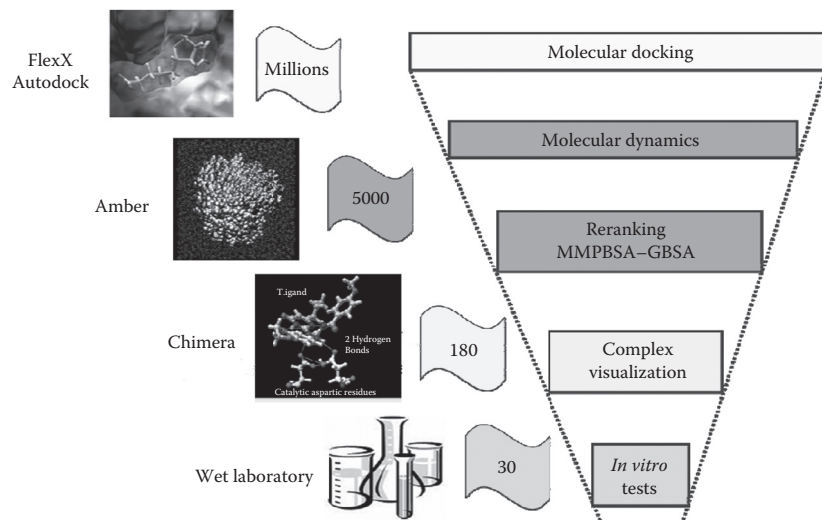 FlexX
Autodock
Millions
Molecular docking
Amber
5000
Molecular dynamics
Reranking
MMPBSA–GBSA
Chimera
T.igand
2 Hydrogen
Bonds
Catalytic aspartic residues
180
Complex
visualization
Wet laboratory
30
In vitro
tests